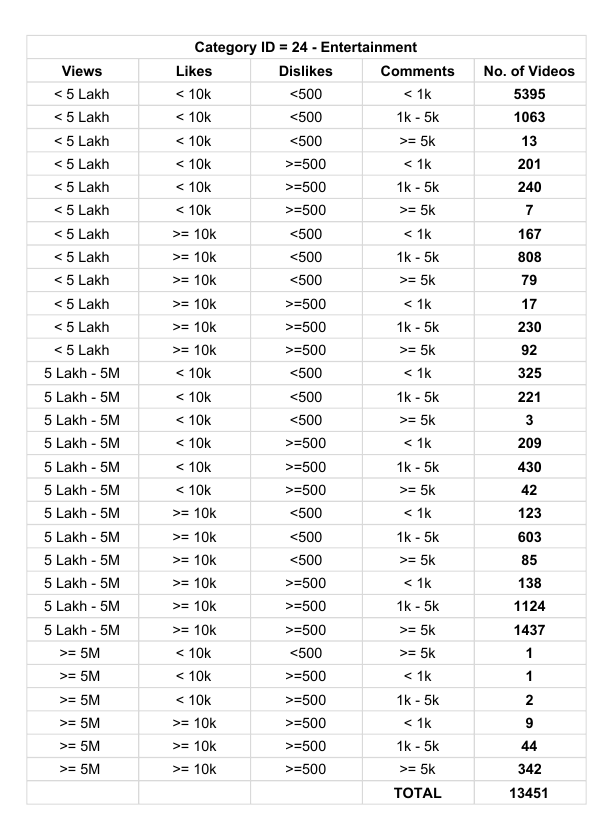 Category ID = 24 - Entertainment
Views Likes Dislikes Comments No. of Videos
< 5 Lakh < 10k <500 < 1k 5395
< 5 Lakh < 10k <500 1k - 5k 1063
< 5 Lakh < 10k <500 >= 5k 13
< 5 Lakh < 10k >=500 < 1k 201
< 5 Lakh < 10k >=500 1k - 5k 240
< 5 Lakh < 10k >=500 >= 5k 7
< 5 Lakh >= 10k <500 < 1k 167
< 5 Lakh >= 10k <500 1k - 5k 808
< 5 Lakh >= 10k <500 >= 5k 79
< 5 Lakh >= 10k >=500 < 1k 17
< 5 Lakh >= 10k >=500 1k - 5k 230
< 5 Lakh >= 10k >=500 >= 5k 92
5 Lakh - 5M < 10k <500 < 1k 325
5 Lakh - 5M < 10k <500 1k - 5k 221
5 Lakh - 5M < 10k <500 >= 5k 3
5 Lakh - 5M < 10k >=500 < 1k 209
5 Lakh - 5M < 10k >=500 1k - 5k 430
5 Lakh - 5M < 10k >=500 >= 5k 42
5 Lakh - 5M >= 10k <500 < 1k 123
5 Lakh - 5M >= 10k <500 1k - 5k 603
5 Lakh - 5M >= 10k <500 >= 5k 85
5 Lakh - 5M >= 10k >=500 < 1k 138
5 Lakh - 5M >= 10k >=500 1k - 5k 1124
5 Lakh - 5M >= 10k >=500 >= 5k 1437
>= 5M < 10k <500 >= 5k 1
>= 5M < 10k >=500 < 1k 1
>= 5M < 10k >=500 1k - 5k 2
>= 5M >= 10k >=500 < 1k 9
>= 5M >= 10k >=500 1k - 5k 44
>= 5M >= 10k >=500 >= 5k 342
TOTAL 13451